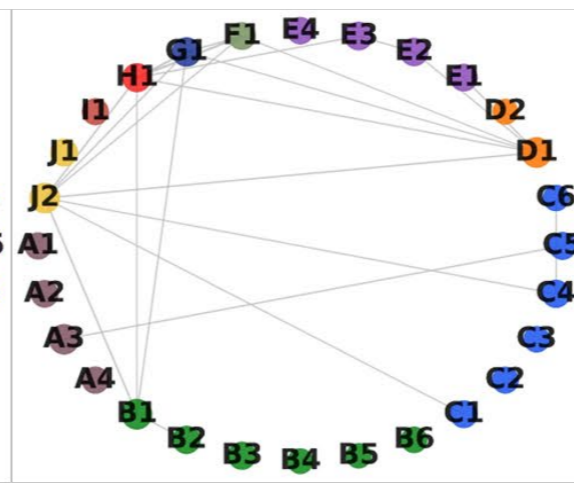 F1 E4 E3
G1 E2
H1 E1
I1 D2
J1 D1
J2 C6
A1 C5
A2 C4
A3 C3
A4 C2
B1 C1
B2 B6
B3 B4 B5